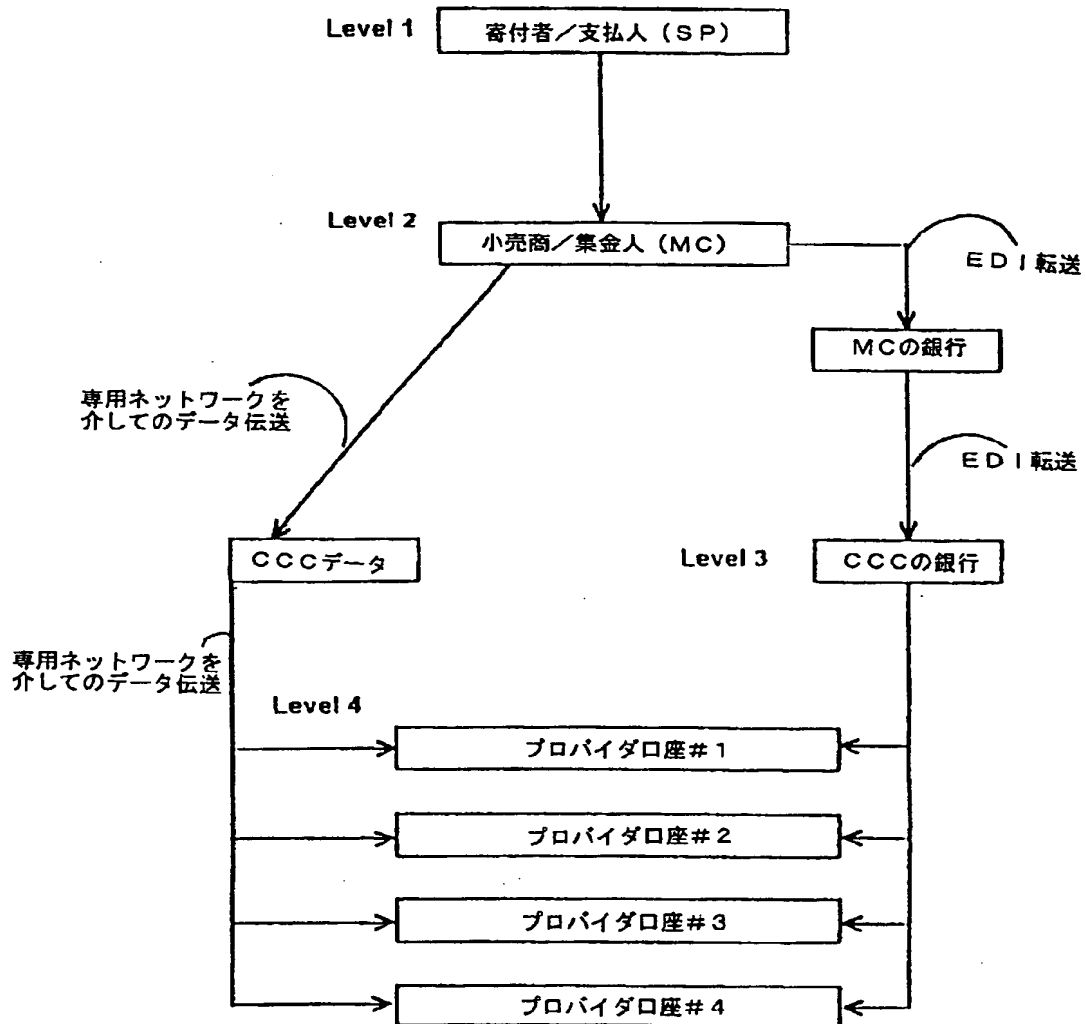 Level 1
寄付者／支払人（ＳＰ）
Level 2
小売商／集金人（ＭＣ）
ＥＤＩ転送
ＭＣの銀行
専用ネットワークを
介してのデータ伝送
ＥＤＩ転送
ＣＣＣデータ
Level 3
ＣＣＣの銀行
専用ネットワークを
介してのデータ伝送
Level 4
プロバイダ口座＃１
プロバイダ口座＃２
プロバイダ口座＃３
プロバイダ口座＃４